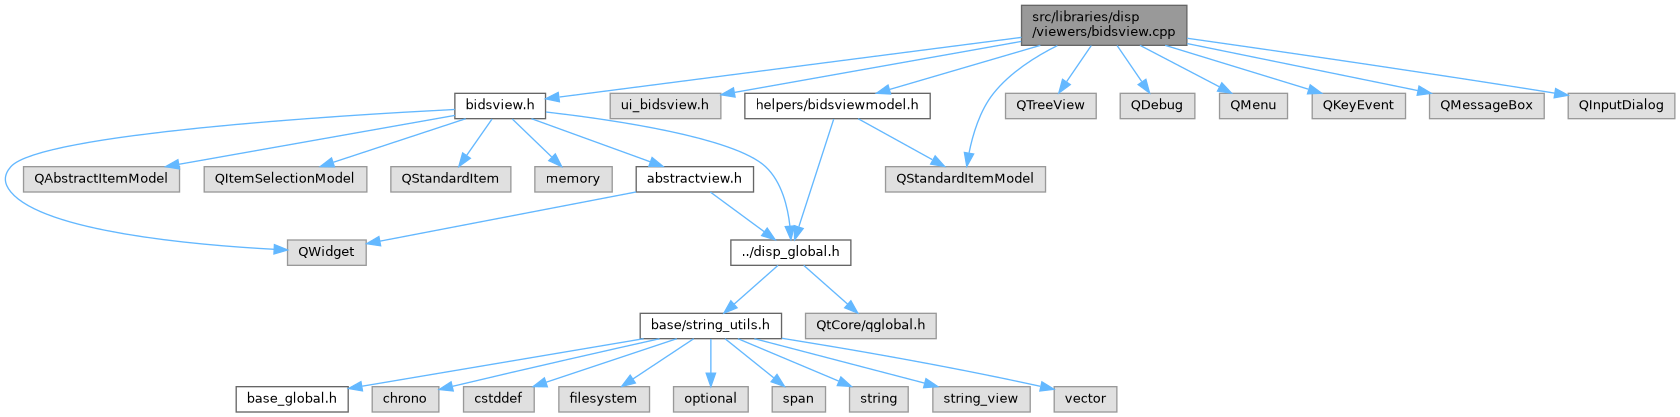 src/libraries/disp
/viewers/bidsview.cpp
bidsview.h
ui_bidsview.h
helpers/bidsviewmodel.h
QTreeView
QDebug
QMenu
QKeyEvent
QMessageBox
QInputDialog
QAbstractItemModel
QItemSelectionModel
QStandardItem
memory
abstractview.h
QStandardItemModel
QWidget
../disp_global.h
base/string_utils.h
QtCore/qglobal.h
base_global.h
chrono
cstddef
filesystem
optional
span
string
string_view
vector